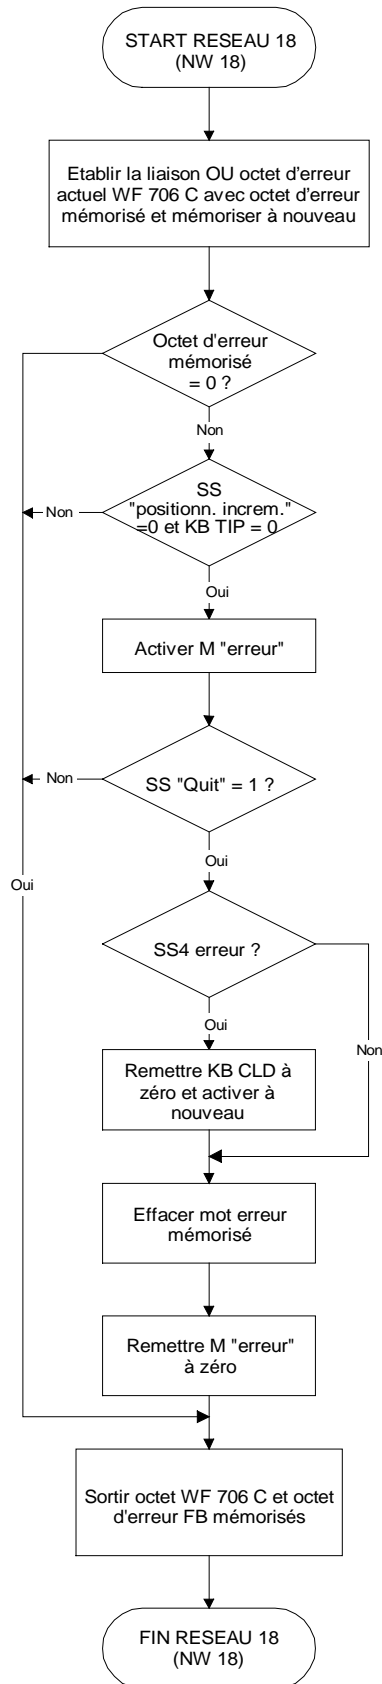 START RESEAU 18
(NW 18)
Etablir la liaison OU octet d'erreur
actuel WF 706 C avec octet d'erreur
mémorisé et mémoriser à nouveau
Octet d'erreur
mémorisé
= 0 ?
Non
SS
"positionn. increm."
=0 et KB TIP = 0
Non
Oui
Activer M "erreur"
SS "Quit" = 1 ?
Non
Oui
Oui
SS4 erreur ?
Oui
Non
Remettre KB CLD à
zéro et activer à
nouveau
Effacer mot erreur
mémorisé
Remettre M "erreur"
à zéro
Sortir octet WF 706 C et octet
d'erreur FB mémorisés
FIN RESEAU 18
(NW 18)